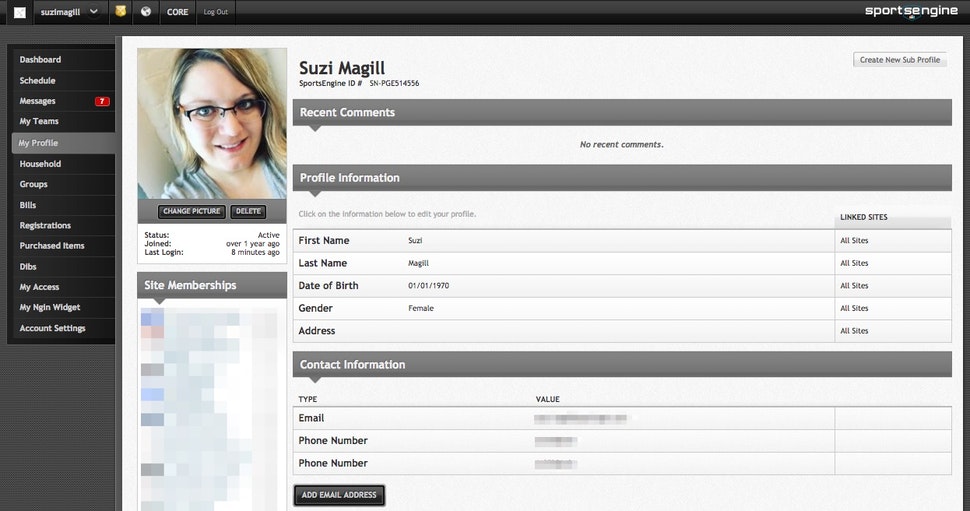 suzimagill CORE Log Out sportsengine
Dashboard
Schedule
Messages 7
My Teams
My Profile
Household
Groups
Bills
Registrations
Purchased Items
Dibs
My Access
My Ngin Widget
Account Settings
CHANGE PICTURE DELETE
Status: Active
Joined: over 1 year ago
Last Login: 8 minutes ago
Site Memberships
Suzi Magill
SportsEngine ID # SN-PGE514556
Create New Sub Profile
Recent Comments
No recent comments.
Profile Information
Click on the information below to edit your profile.
LINKED SITES
First Name Suzi All Sites
Last Name Magill All Sites
Date of Birth 01/01/1970 All Sites
Gender Female All Sites
Address All Sites
Contact Information
TYPE VALUE
Email
Phone Number
Phone Number
ADD EMAIL ADDRESS